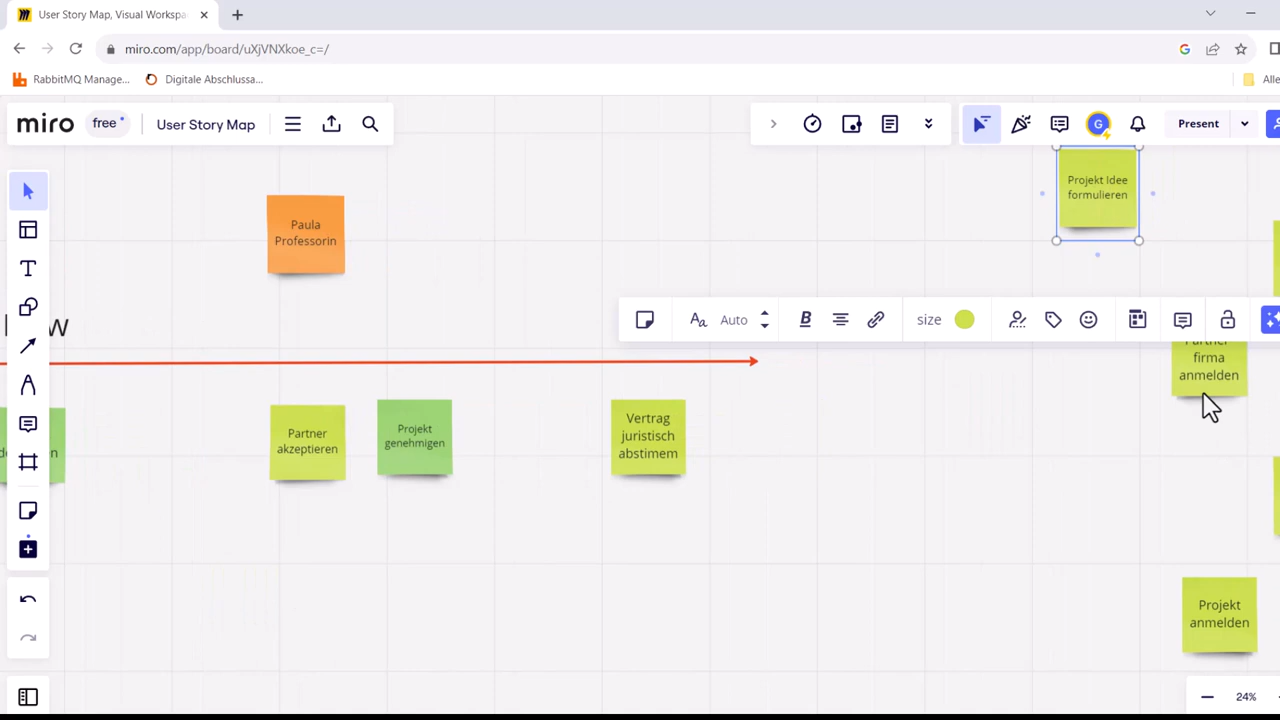 User Story Map, Visual Workspa
miro.com/app/board/uXjVNXkoe_c=/
RabbitMQ Manage...
Digitale Abschlussa...
Alle
miro
free
User Story Map
G
Present
Projekt Idee
formulieren
Paula
Professorin
Auto
B
size
firma
anmelden
Partner
akzeptieren
Projekt
genehmigen
Vertrag
juristisch
abstimem
Projekt
anmelden
24%